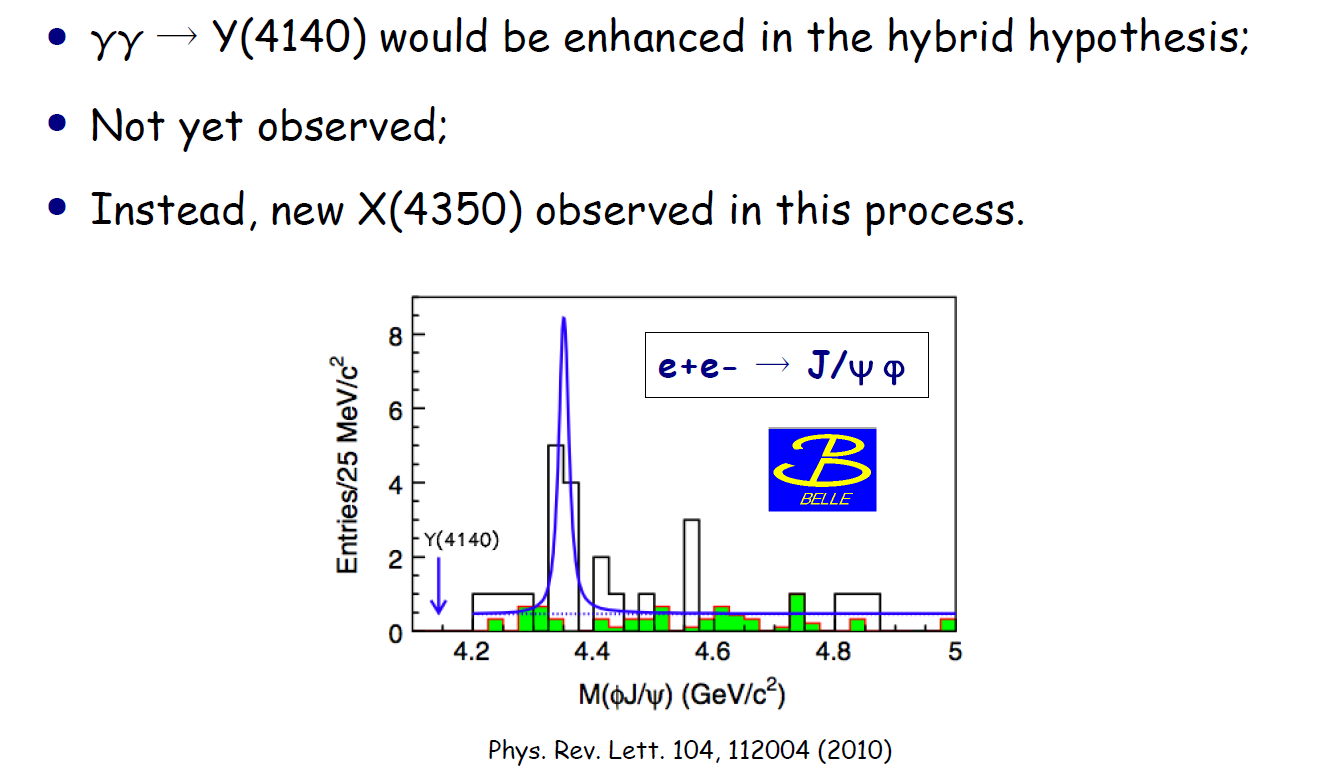 • γγ → Y(4140) would be enhanced in the hybrid hypothesis;
• Not yet observed;
• Instead, new X(4350) observed in this process.
e+e- → J/ψ φ
BELLE
Entries/25 MeV/c²
8
6
4
2
0
Y(4140)
4.2 4.4 4.6 4.8 5
M(ϕJ/ψ) (GeV/c²)
Phys. Rev. Lett. 104, 112004 (2010)